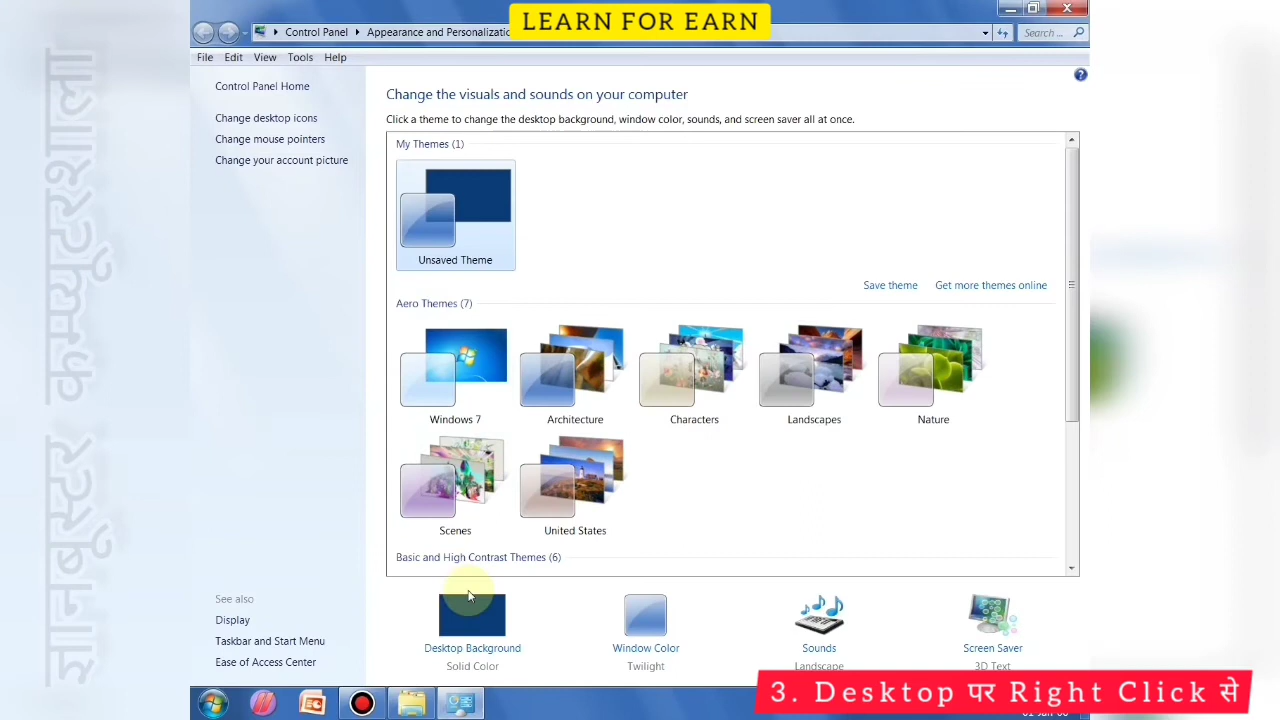 LEARN FOR EARN
Control Panel
Appearance and Personalizatio
Search ...
File Edit View Tools Help
Control Panel Home
Change desktop icons
Change mouse pointers
Change your account picture
Change the visuals and sounds on your computer
Click a theme to change the desktop background, window color, sounds, and screen saver all at once.
My Themes (1)
Unsaved Theme
Save theme Get more themes online
Aero Themes (7)
Windows 7 Architecture Characters Landscapes Nature
Scenes United States
Basic and High Contrast Themes (6)
See also
Display
Taskbar and Start Menu
Ease of Access Center
Desktop Background Window Color Sounds Screen Saver
Solid Color Twilight Landscape 3D Text
3. Desktop पर Right Click से
ज्ञानबूस्टर कम्प्यूटरशाला